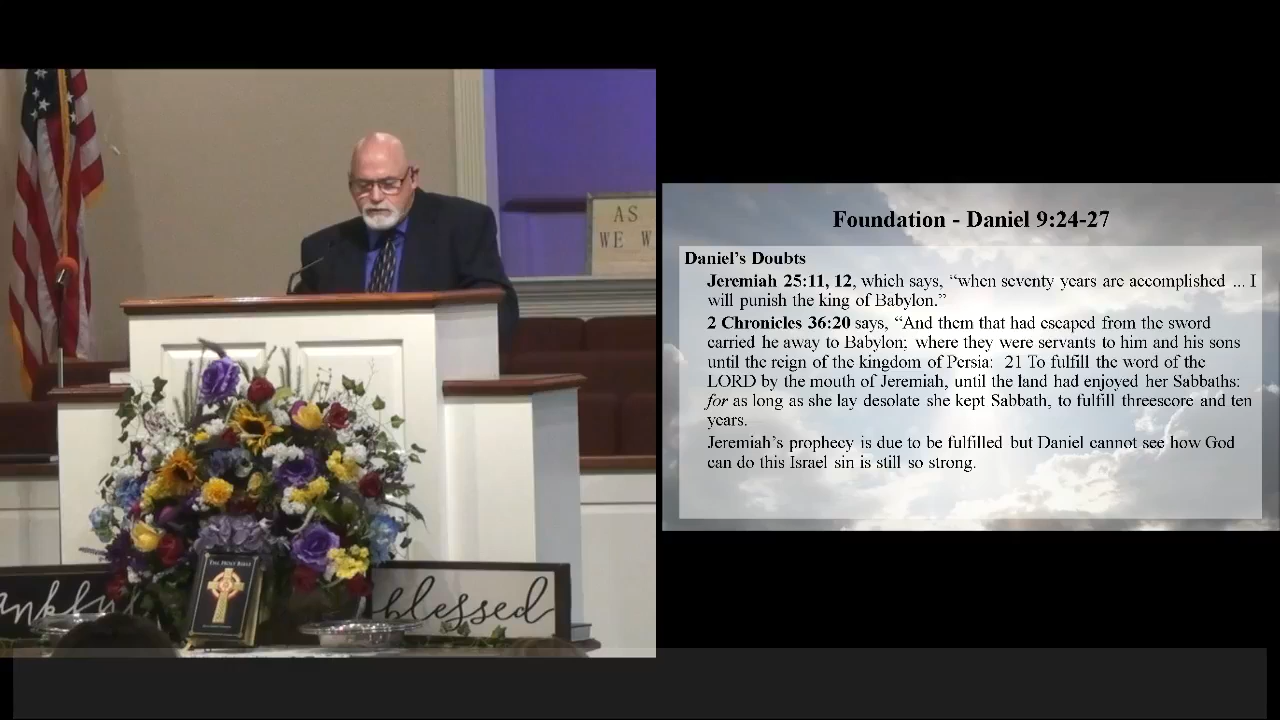 AS
WE W
THE HOLY BIBLE
ankful
blessed
Foundation - Daniel 9:24-27
Daniel's Doubts
Jeremiah 25:11, 12, which says, “when seventy years are accomplished ... I
will punish the king of Babylon.”
2 Chronicles 36:20 says, “And them that had escaped from the sword
carried he away to Babylon; where they were servants to him and his sons
until the reign of the kingdom of Persia: 21 To fulfill the word of the
LORD by the mouth of Jeremiah, until the land had enjoyed her Sabbaths:
for as long as she lay desolate she kept Sabbath, to fulfill threescore and ten
years.
Jeremiah's prophecy is due to be fulfilled but Daniel cannot see how God
can do this Israel sin is still so strong.